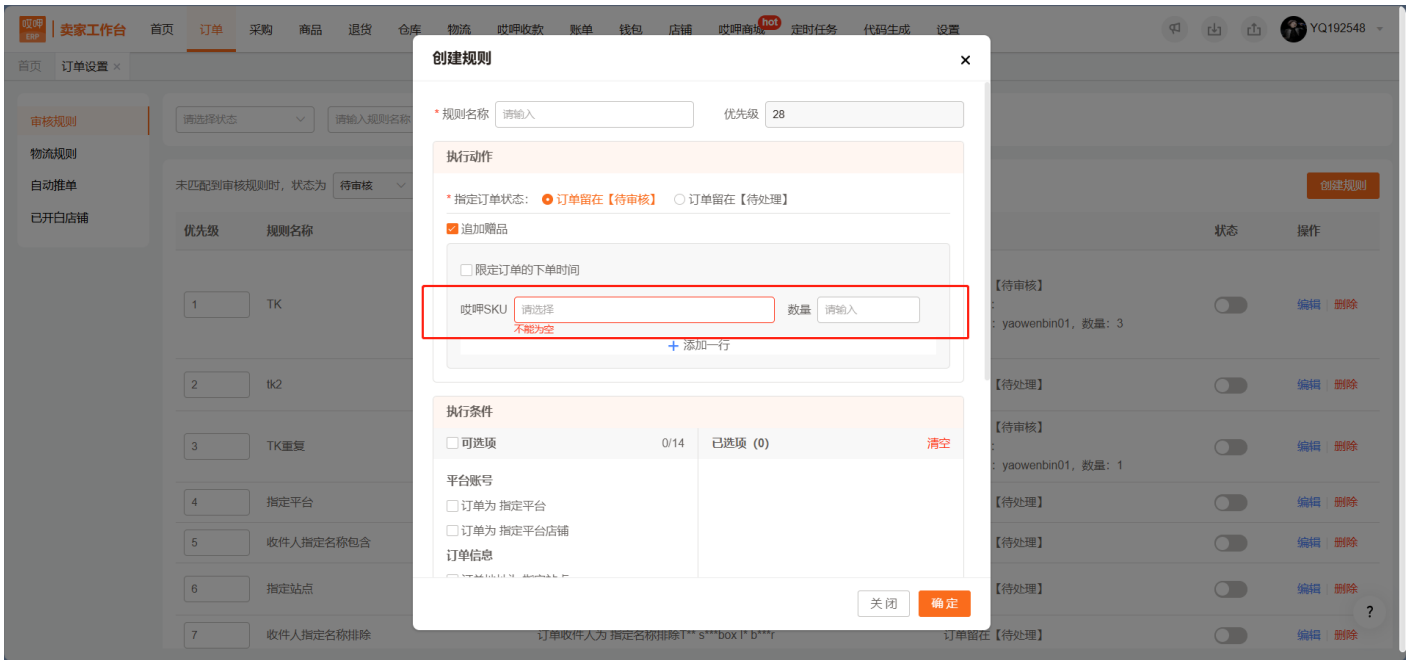 哎呷 ERP 卖家工作台 首页 订单 采购 商品 退货 仓库 物流 哎呷收款 账单 钱包 店铺 哎呷商城 hot 定时任务 代码生成 设置 YQ192548
首页 订单设置 ×
创建规则 ×
审核规则
物流规则
自动推单
已开白店铺
请选择状态 请输入规则名称
* 规则名称 请输入 优先级 28
执行动作
未匹配到审核规则时，状态为 待审核
创建规则
* 指定订单状态： 订单留在【待审核】 订单留在【待处理】
追加赠品
限定订单的下单时间
哎呷SKU 请选择 数量 请输入
不能为空
+ 添加一行
执行条件
可选项 0/14 已选项 (0) 清空
平台账号
订单为 指定平台
订单为 指定平台店铺
订单信息
关 闭 确 定
优先级 规则名称 状态 操作
1 TK 【待审核】
: yaowenbin01，数量：3 编辑 删除
2 tk2 【待处理】 编辑 删除
3 TK重复 【待审核】
: yaowenbin01，数量：1 编辑 删除
4 指定平台 【待处理】 编辑 删除
5 收件人指定名称包含 【待处理】 编辑 删除
6 指定站点 【待处理】 编辑 删除
?
7 收件人指定名称排除 订单收件人为 指定名称排除T** s***box l* b***r 订单留在【待处理】 编辑 删除